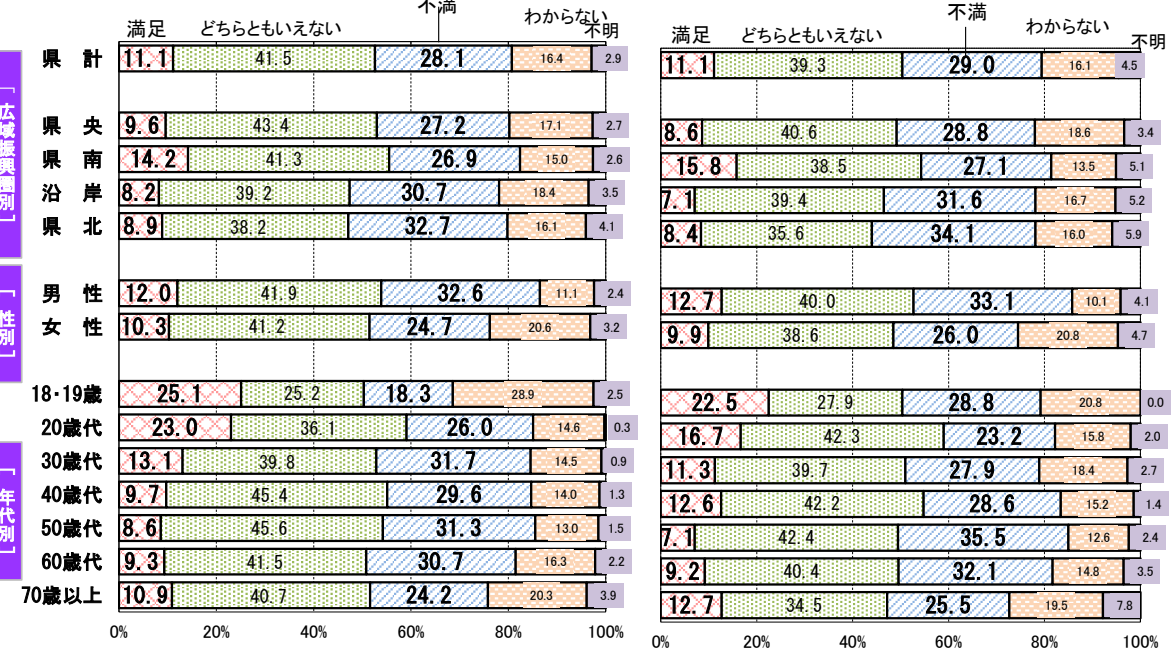 満足 どちらともいえない 不満 わからない 不明
満足 どちらともいえない 不満 わからない 不明
［広域振興圏別］
県 計 11.1 41.5 28.1 16.4 2.9 11.1 39.3 29.0 16.1 4.5
県 央 9.6 43.4 27.2 17.1 2.7 8.6 40.6 28.8 18.6 3.4
県 南 14.2 41.3 26.9 15.0 2.6 15.8 38.5 27.1 13.5 5.1
沿 岸 8.2 39.2 30.7 18.4 3.5 7.1 39.4 31.6 16.7 5.2
県 北 8.9 38.2 32.7 16.1 4.1 8.4 35.6 34.1 16.0 5.9
［性別］
男 性 12.0 41.9 32.6 11.1 2.4 12.7 40.0 33.1 10.1 4.1
女 性 10.3 41.2 24.7 20.6 3.2 9.9 38.6 26.0 20.8 4.7
［年代別］
18・19歳 25.1 25.2 18.3 28.9 2.5 22.5 27.9 28.8 20.8 0.0
20歳代 23.0 36.1 26.0 14.6 0.3 16.7 42.3 23.2 15.8 2.0
30歳代 13.1 39.8 31.7 14.5 0.9 11.3 39.7 27.9 18.4 2.7
40歳代 9.7 45.4 29.6 14.0 1.3 12.6 42.2 28.6 15.2 1.4
50歳代 8.6 45.6 31.3 13.0 1.5 7.1 42.4 35.5 12.6 2.4
60歳代 9.3 41.5 30.7 16.3 2.2 9.2 40.4 32.1 14.8 3.5
70歳以上 10.9 40.7 24.2 20.3 3.9 12.7 34.5 25.5 19.5 7.8
0% 20% 40% 60% 80% 100% 0% 20% 40% 60% 80% 100%